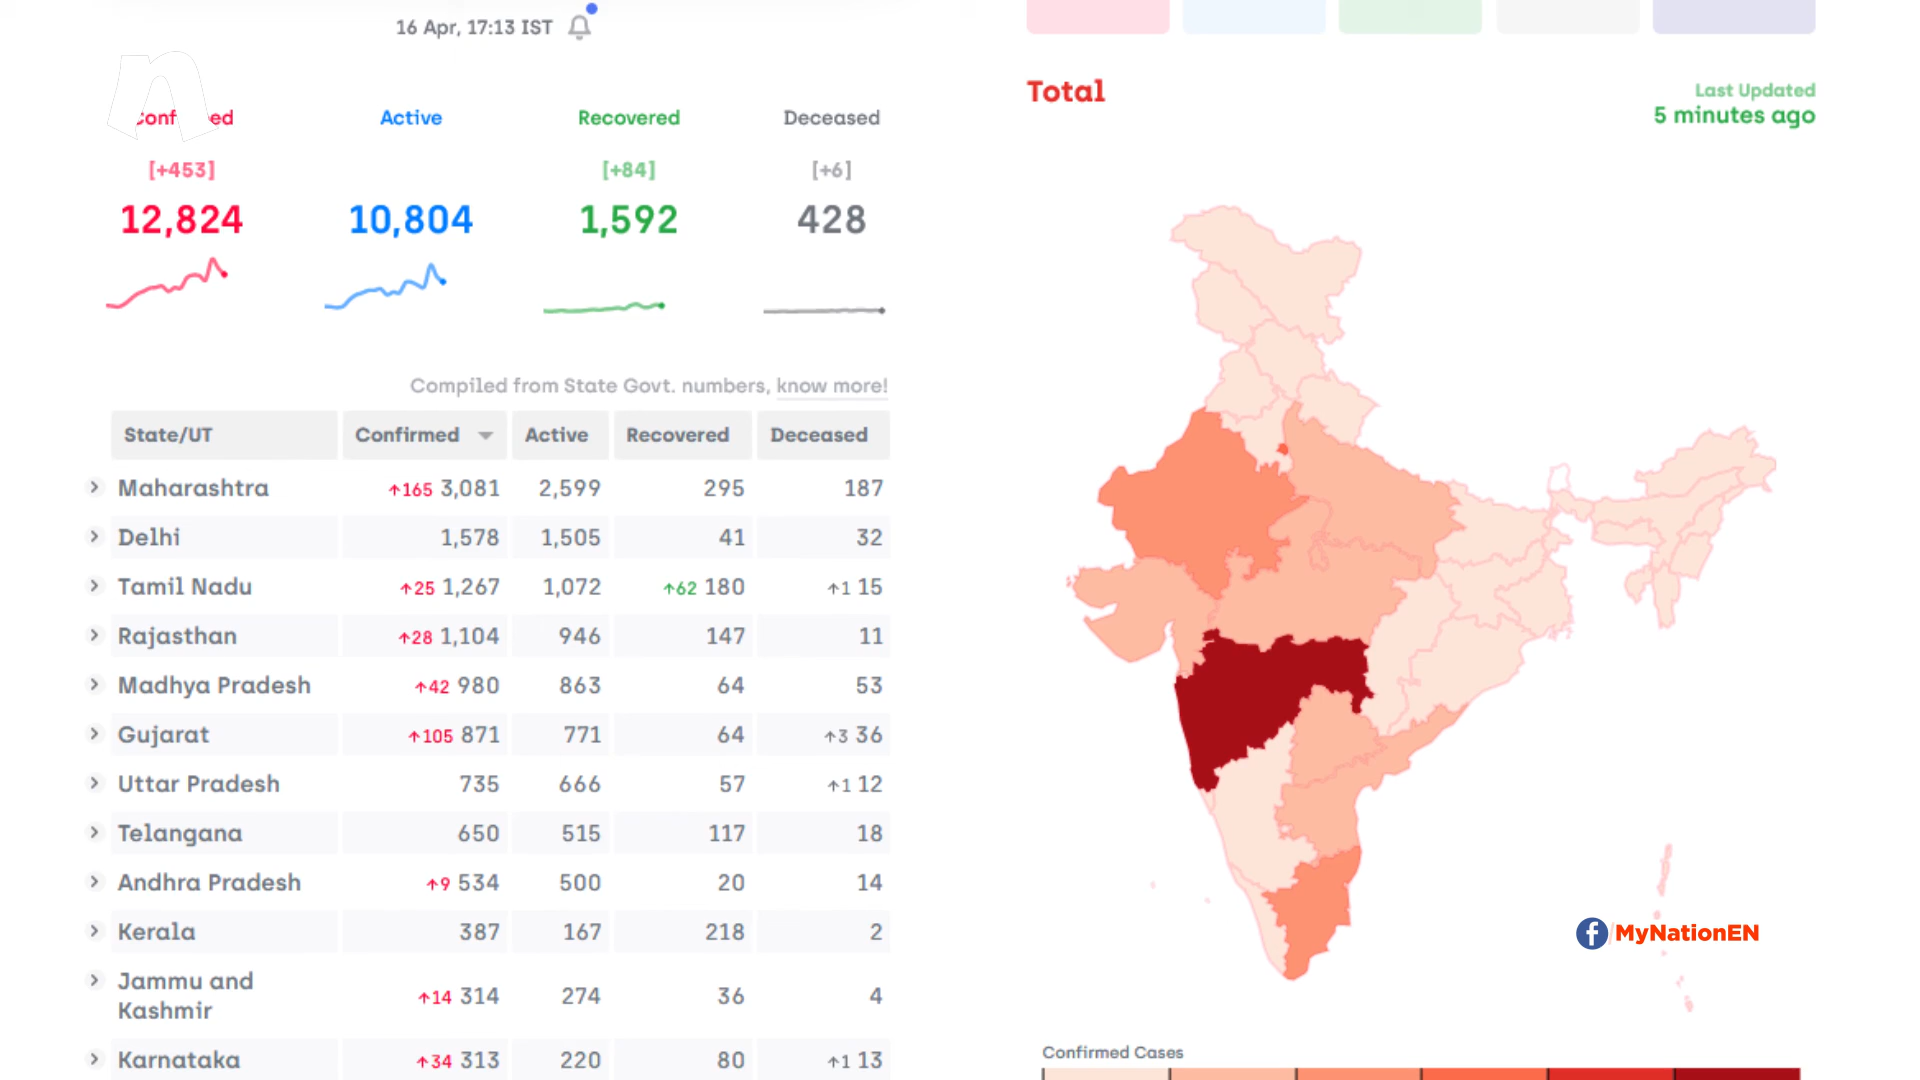 16 Apr, 17:13 IST
n
Confirmed Active Recovered Deceased
[+453] [+84] [+6]
12,824 10,804 1,592 428
Compiled from State Govt. numbers, know more!
State/UT Confirmed Active Recovered Deceased
Maharashtra ↑165 3,081 2,599 295 187
Delhi 1,578 1,505 41 32
Tamil Nadu ↑25 1,267 1,072 ↑62 180 ↑1 15
Rajasthan ↑28 1,104 946 147 11
Madhya Pradesh ↑42 980 863 64 53
Gujarat ↑105 871 771 64 ↑3 36
Uttar Pradesh 735 666 57 ↑1 12
Telangana 650 515 117 18
Andhra Pradesh ↑9 534 500 20 14
Kerala 387 167 218 2
Jammu and
Kashmir ↑14 314 274 36 4
Karnataka ↑34 313 220 80 ↑1 13
Total
Last Updated
5 minutes ago
f/MyNationEN
Confirmed Cases